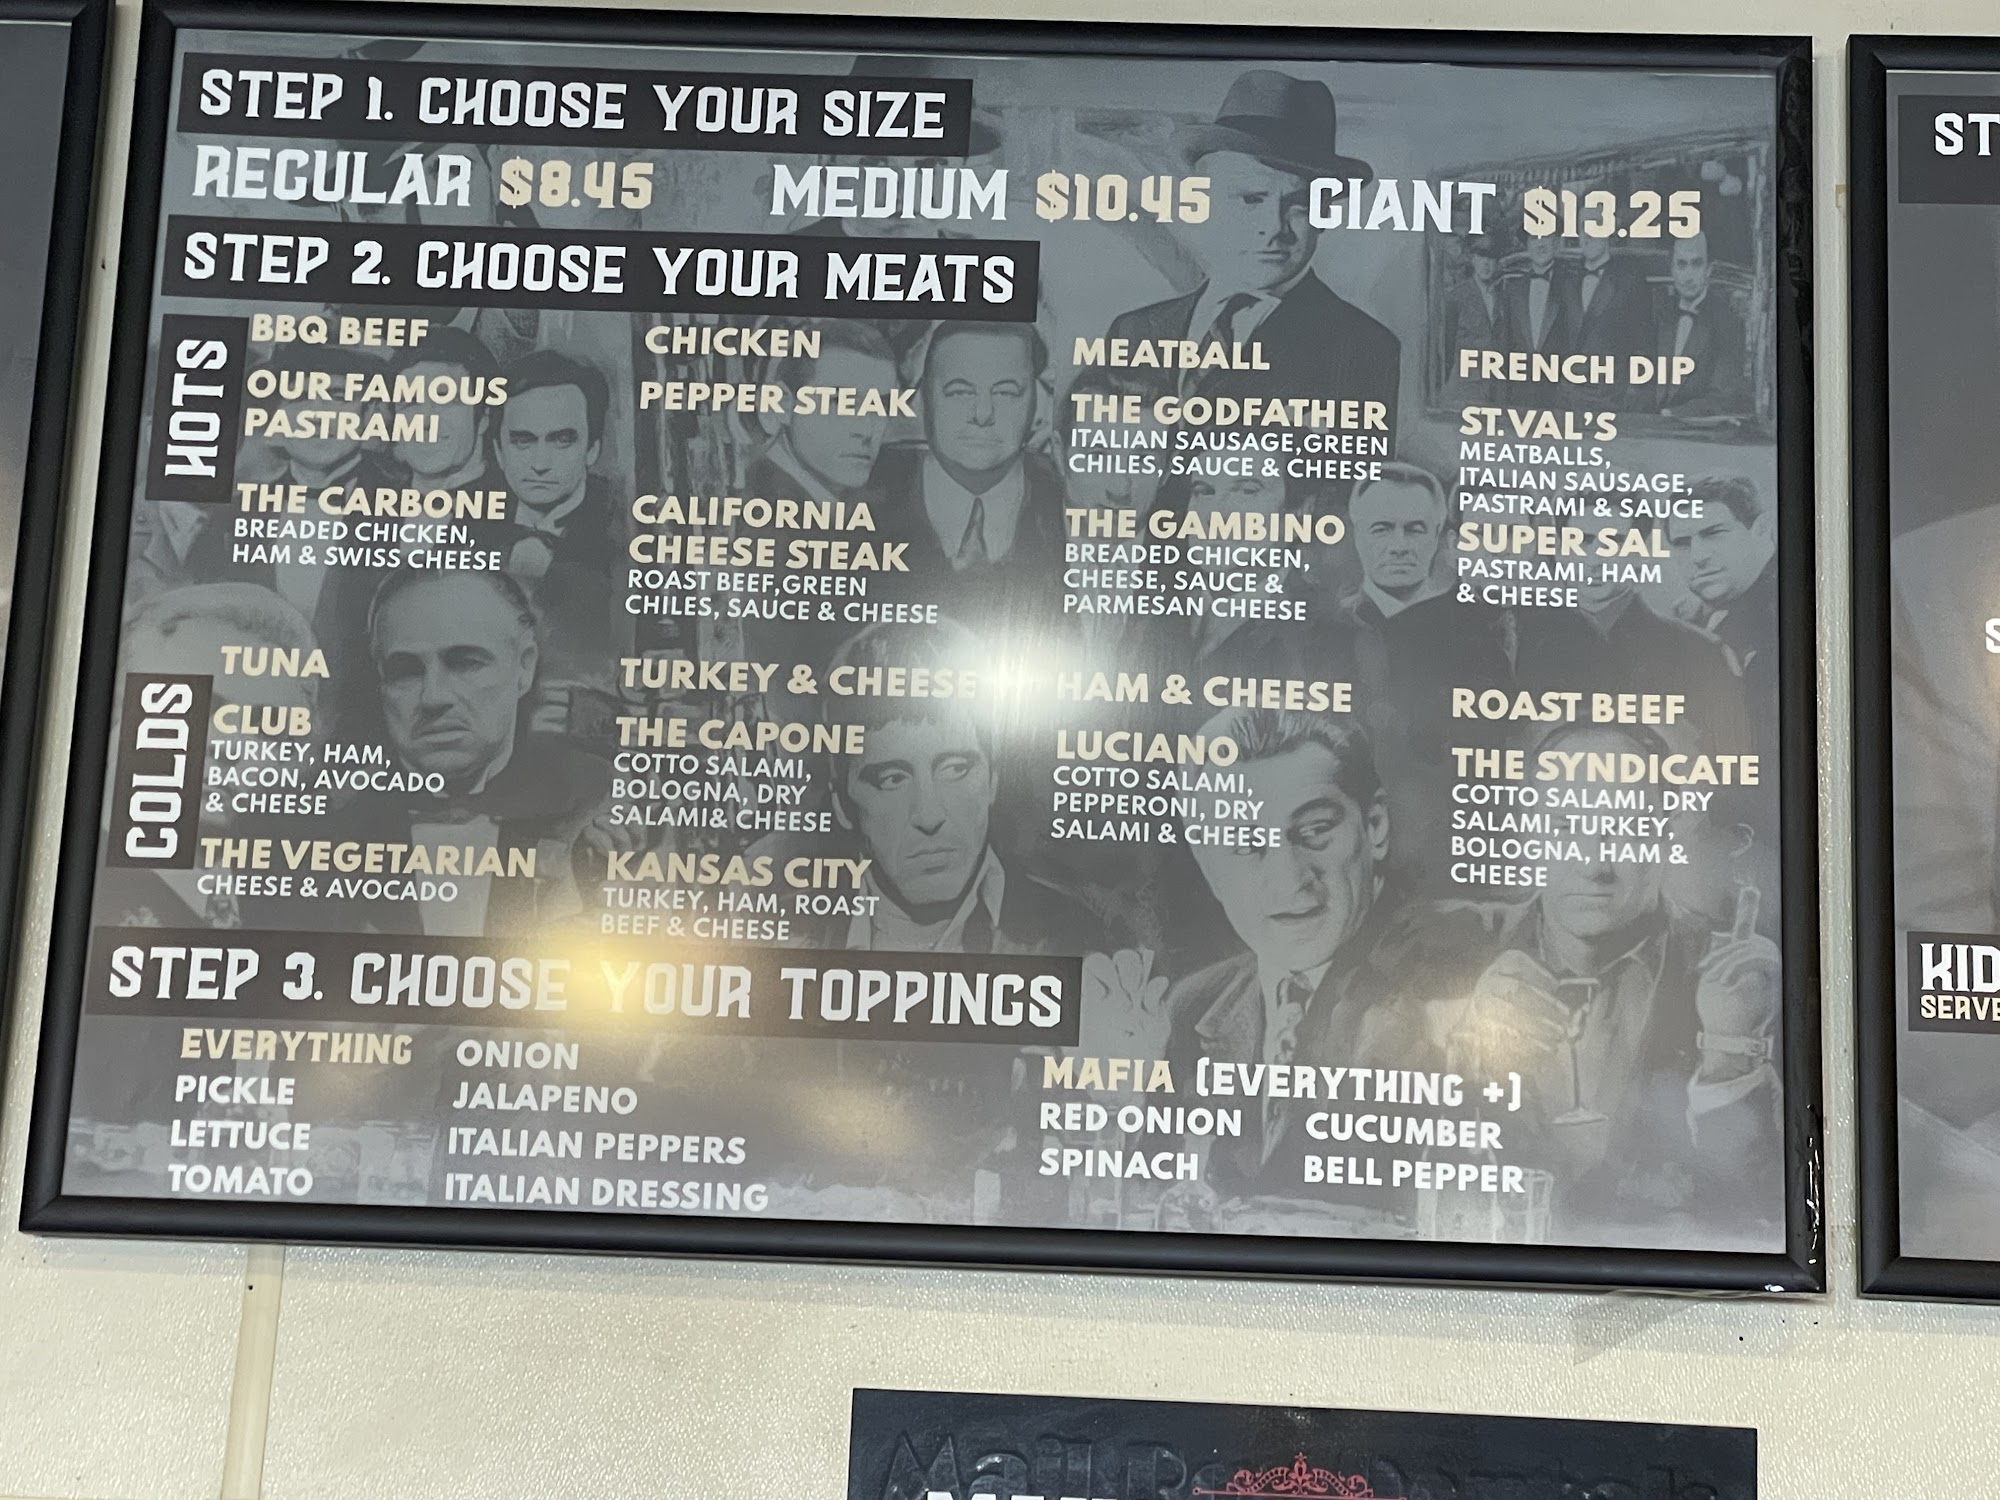 STEP 1. CHOOSE YOUR SIZE
REGULAR $8.45 MEDIUM $10.45 GIANT $13.25
STEP 2. CHOOSE YOUR MEATS
HOTS
BBQ BEEF
OUR FAMOUS
PASTRAMI
THE CARBONE
BREADED CHICKEN,
HAM & SWISS CHEESE
CHICKEN
PEPPER STEAK
CALIFORNIA
CHEESE STEAK
ROAST BEEF,GREEN
CHILES, SAUCE & CHEESE
MEATBALL
THE GODFATHER
ITALIAN SAUSAGE,GREEN
CHILES, SAUCE & CHEESE
THE GAMBINO
BREADED CHICKEN,
CHEESE, SAUCE &
PARMESAN CHEESE
FRENCH DIP
ST.VAL'S
MEATBALLS,
ITALIAN SAUSAGE,
PASTRAMI & SAUCE
SUPER SAL
PASTRAMI, HAM
& CHEESE
COLDS
TUNA
CLUB
TURKEY, HAM,
BACON, AVOCADO
& CHEESE
THE VEGETARIAN
CHEESE & AVOCADO
TURKEY & CHEESE
THE CAPONE
COTTO SALAMI,
BOLOGNA, DRY
SALAMI& CHEESE
KANSAS CITY
TURKEY, HAM, ROAST
BEEF & CHEESE
HAM & CHEESE
LUCIANO
COTTO SALAMI,
PEPPERONI, DRY
SALAMI & CHEESE
ROAST BEEF
THE SYNDICATE
COTTO SALAMI, DRY
SALAMI, TURKEY,
BOLOGNA, HAM &
CHEESE
STEP 3. CHOOSE YOUR TOPPINGS
EVERYTHING
PICKLE
LETTUCE
TOMATO
ONION
JALAPENO
ITALIAN PEPPERS
ITALIAN DRESSING
MAFIA (EVERYTHING +)
RED ONION
SPINACH
CUCUMBER
BELL PEPPER
ST
S
KID
SERVE